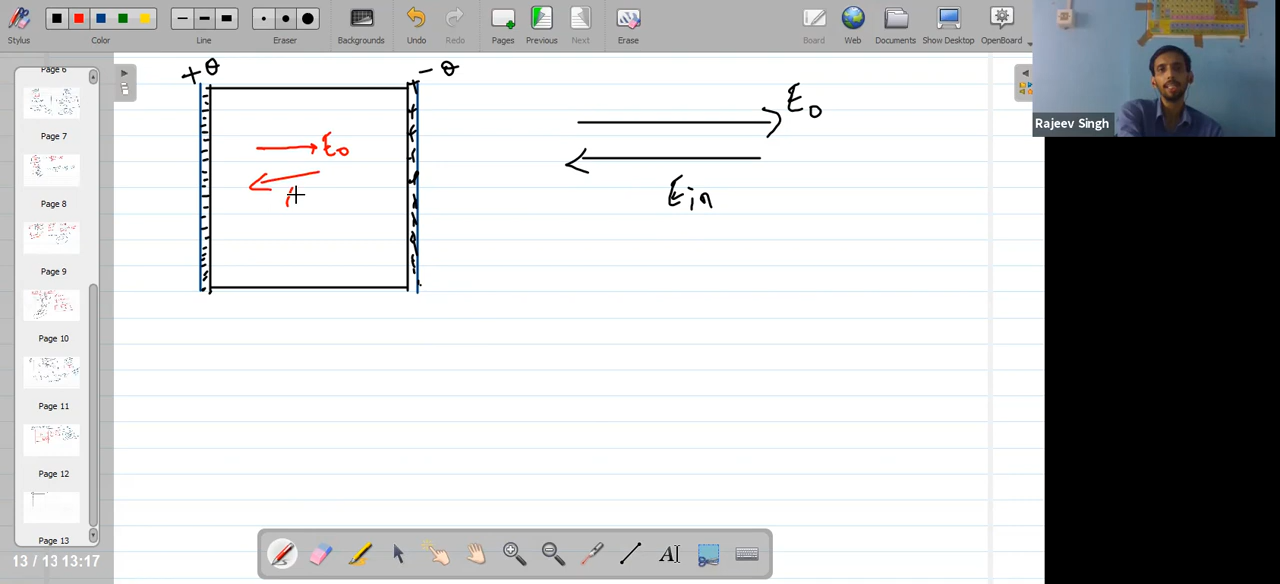 Stylus
Color
Line
Eraser
Backgrounds
Undo
Redo
Pages
Previous
Next
Erase
Board
Web
Documents
Show Desktop
OpenBoard
Rajeev Singh
Page 6
Page 7
Page 8
Page 9
Page 10
Page 11
Page 12
Page 13
13 / 13 13:17
+Q
-Q
E0
E0
Ein